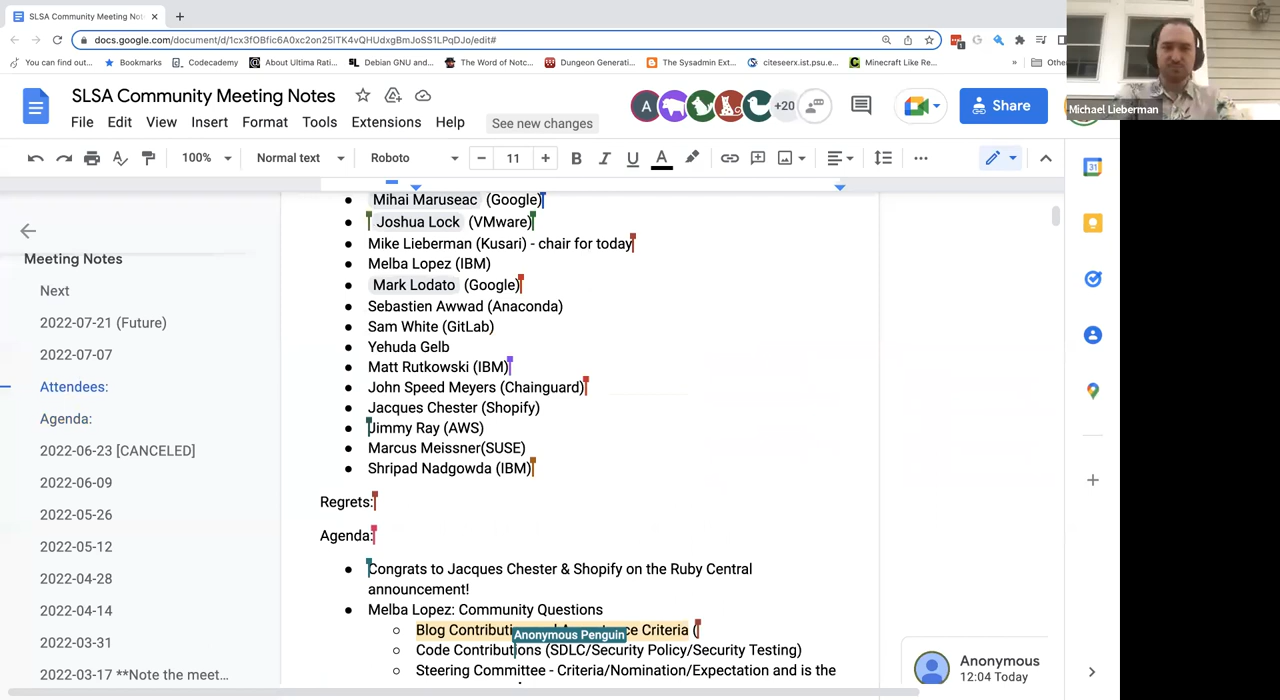 SLSA Community Meeting Not
docs.google.com/document/d/1cx3fOBfic6A0xc2on25ITK4vQHUdxgBmJoSS1LPqDJo/edit#
You can find out... Bookmarks Codecademy About Ultima Rati... Debian GNU and... The Word of Notc... Dungeon Generati... The Sysadmin Ext... citeseerx.ist.psu.e... Minecraft Like Re... » Othe
SLSA Community Meeting Notes
A +20 Share
Michael Lieberman
File Edit View Insert Format Tools Ext Help See new changes
100% Normal text Roboto 11 B I U A
Meeting Notes
Next
2022-07-21 (Future)
2022-07-07
Attendees:
Agenda:
2022-06-23 [CANCELED]
2022-06-09
2022-05-26
2022-05-12
2022-04-28
2022-04-14
2022-03-31
2022-03-17 **Note the meet...
Mihai Maruseac (Google)
Joshua Lock (VMware)
Mike Lieberman (Kusari) - chair for today
Melba Lopez (IBM)
Mark Lodato (Google)
Sebastien Awwad (Anaconda)
Sam White (GitLab)
Yehuda Gelb
Matt Rutkowski (IBM)
John Speed Meyers (Chainguard)
Jacques Chester (Shopify)
Jimmy Ray (AWS)
Marcus Meissner(SUSE)
Shripad Nadgowda (IBM)
Regrets:
Agenda:
Congrats to Jacques Chester & Shopify on the Ruby Central
announcement!
Melba Lopez: Community Questions
Blog Criteria (
Anonymous Penguin
Code Contributions (SDLC/Security Policy/Security Testing)
Steering Committee - Criteria/Nomination/Expectation and is the
Anonymous
12:04 Today
31